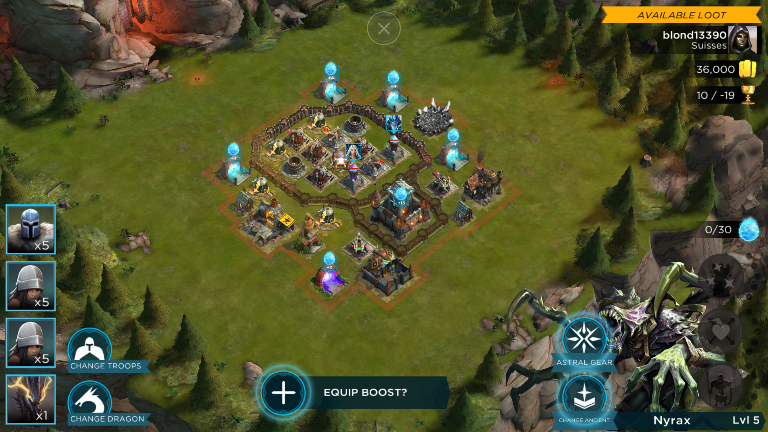 AVAILABLE LOOT
blond13390
Suisses
36,000
10 / -19
0/30
x5
x5
x5
x1
CHANGE TROOPS
CHANGE DRAGON
EQUIP BOOST?
ASTRAL GEAR
CHANGE ANCIENT
Nyrax Lvl 5